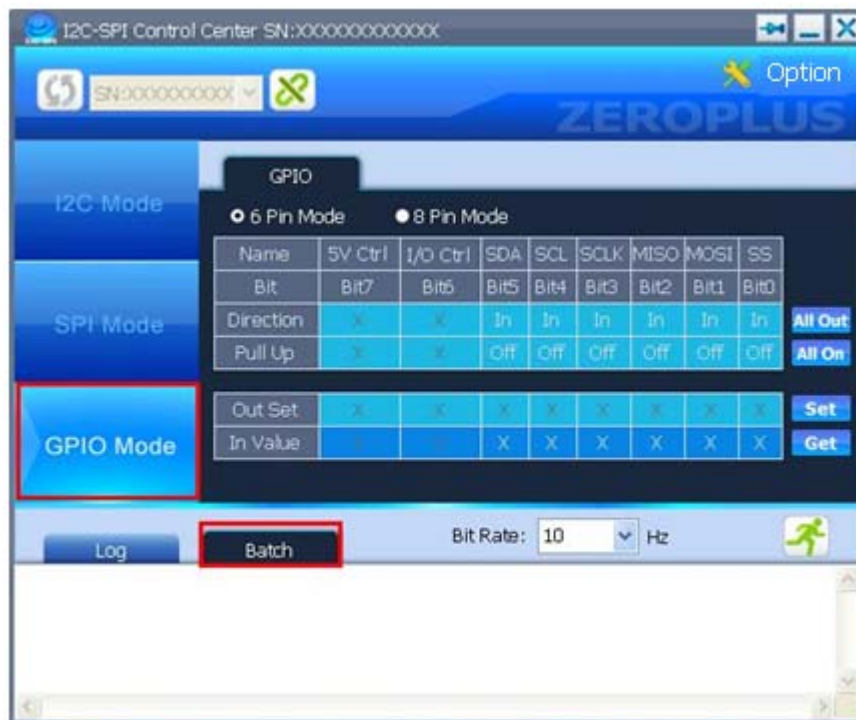 I2C-SPI Control Center SN:XXXXXXXXXXXXX
SN:XXXXXXXXXX
Option
ZEROPLUS
I2C Mode
SPI Mode
GPIO Mode
GPIO
6 Pin Mode 8 Pin Mode
Name 5V Ctrl I/O Ctrl SDA SCL SCLK MISO MOSI SS
Bit Bit7 Bit6 Bit5 Bit4 Bit3 Bit2 Bit1 Bit0
Direction X X In In In In In In All Out
Pull Up X X Off Off Off Off Off Off All On
Out Set X X X X X X X X Set
In Value X X X X X X Get
Log Batch Bit Rate: 10 Hz